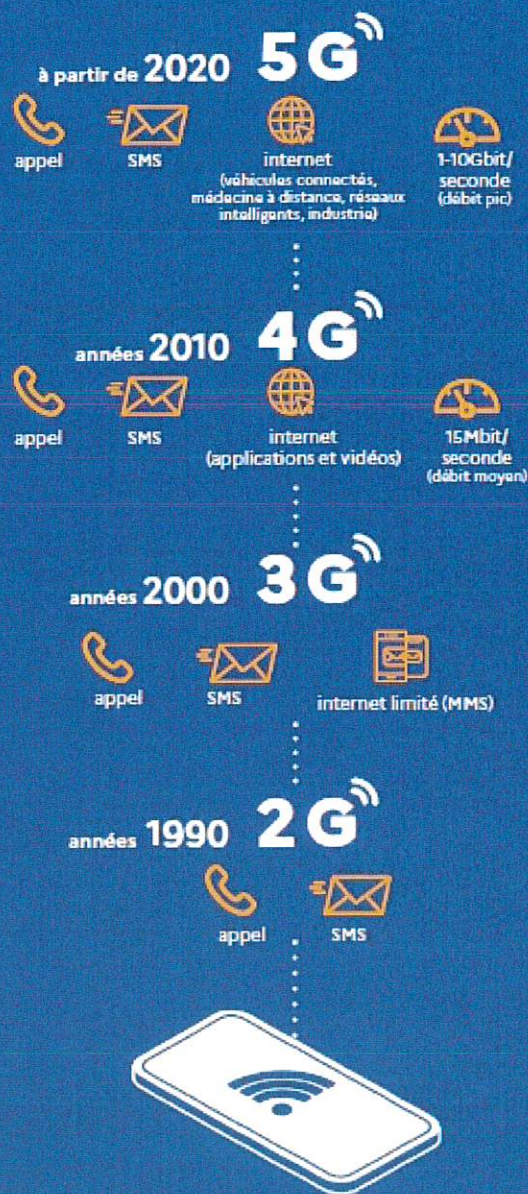 à partir de 2020 5G
appel
SMS
internet
(véhicules connectés,
médecine à distance, réseaux
intelligents, industrie)
1-10Gbit/
seconde
(débit pic)
années 2010 4G
appel
SMS
internet
(applications et vidéos)
15Mbit/
seconde
(débit moyen)
années 2000 3G
appel
SMS
internet limité (MMS)
années 1990 2G
appel
SMS